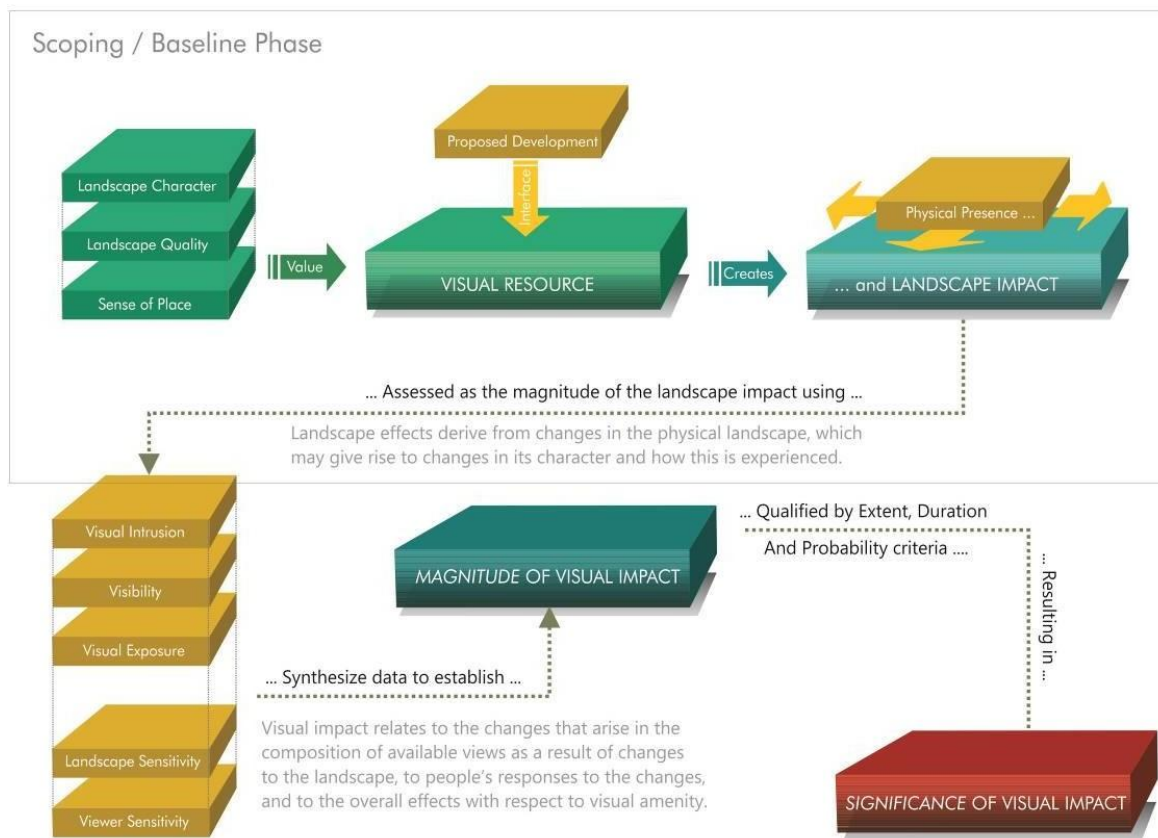 Scoping / Baseline Phase
Proposed Development
Interface
Landscape Character
Landscape Quality
Sense of Place
Value
VISUAL RESOURCE
Creates
Physical Presence ...
... and LANDSCAPE IMPACT
... Assessed as the magnitude of the landscape impact using ...
Landscape effects derive from changes in the physical landscape, which
may give rise to changes in its character and how this is experienced.
Visual Intrusion
Visibility
Visual Exposure
Landscape Sensitivity
Viewer Sensitivity
... Synthesize data to establish ...
Visual impact relates to the changes that arise in the
composition of available views as a result of changes
to the landscape, to people’s responses to the changes,
and to the overall effects with respect to visual amenity.
MAGNITUDE OF VISUAL IMPACT
... Qualified by Extent, Duration
And Probability criteria ....
... Resulting in ...
SIGNIFICANCE OF VISUAL IMPACT